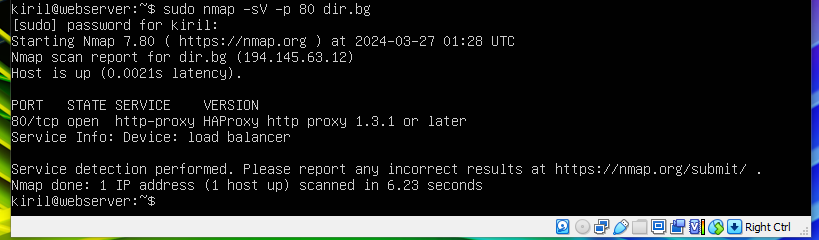 kiril@webserver:~$ sudo nmap -sV -p 80 dir.bg
[sudo] password for kiril:
Starting Nmap 7.80 ( https://nmap.org ) at 2024-03-27 01:28 UTC
Nmap scan report for dir.bg (194.145.63.12)
Host is up (0.0021s latency).
PORT   STATE SERVICE    VERSION
80/tcp open  http-proxy HAProxy http proxy 1.3.1 or later
Service Info: Device: load balancer
Service detection performed. Please report any incorrect results at https://nmap.org/submit/ .
Nmap done: 1 IP address (1 host up) scanned in 6.23 seconds
kiril@webserver:~$
Right Ctrl